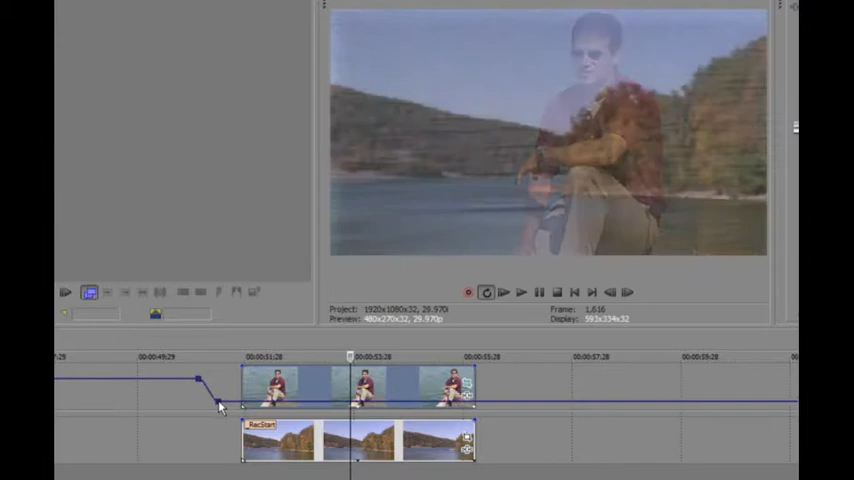 Project: 1920x1080x32, 29.970i
Frame: 1,616
Preview: 480x270x32, 29.970p
Display: 593x334x32
00:00:49:29
00:00:51:28
00:00:53:28
00:00:55:28
00:00:57:28
00:00:59:28
_RacStart